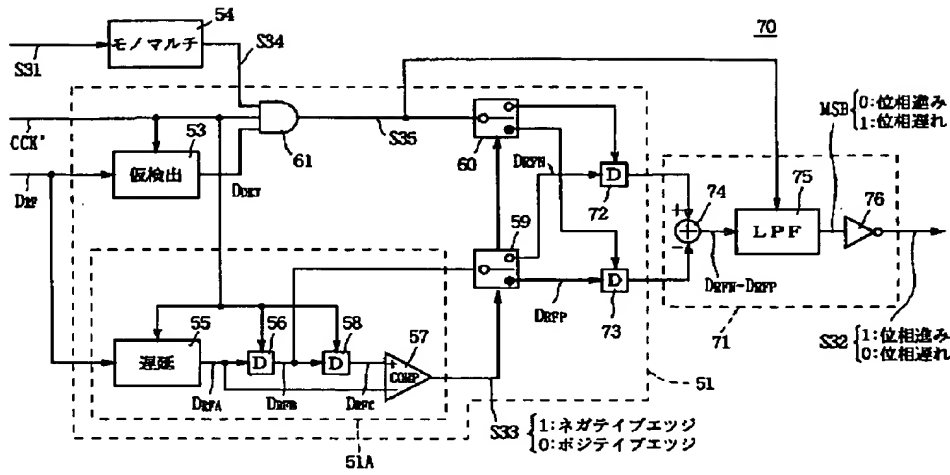 54
モノマルチ
S31
S34
70
CCK'
53
仮検出
DRF
DDET
61
S35
60
DRFN
D
72
MSB
0:位相進み
1:位相遅れ
74
+
−
75
LPF
76
DRFN-DRFP
71
S32
1:位相進み
0:位相遅れ
59
D
73
DRFP
55
遅延
56
D
58
D
57
+
−
COMP
DRFA
DRFB
DRFC
51A
S33
1:ネガテイブエツジ
0:ポジテイブエツジ
51